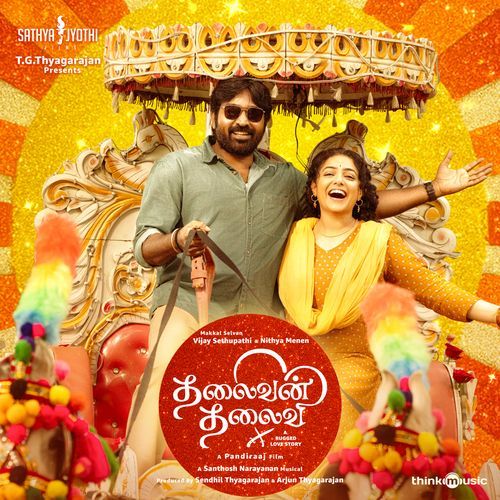 SATHYA JYOTHI
FILMS
T.G.Thyagarajan
Presents
Makkal Selvan
Vijay Sethupathi & Nithya Menen
தலைவன்
தலைவி
A RUGGED
LOVE STORY
A Pandiraaj Film
A Santhosh Narayanan Musical
Produced by Sendhil Thyagarajan & Arjun Thyagarajan
think music